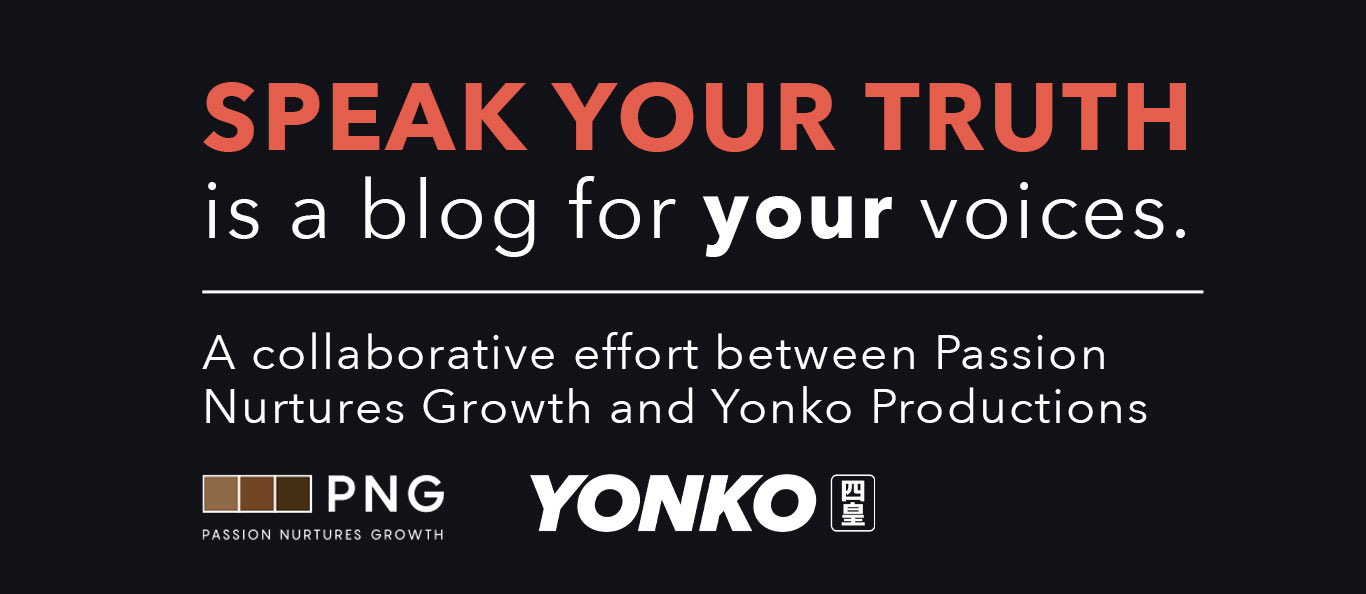 SPEAK YOUR TRUTH
is a blog for your voices.
A collaborative effort between Passion
Nurtures Growth and Yonko Productions
PNG
PASSION NURTURES GROWTH
YONKO 四皇